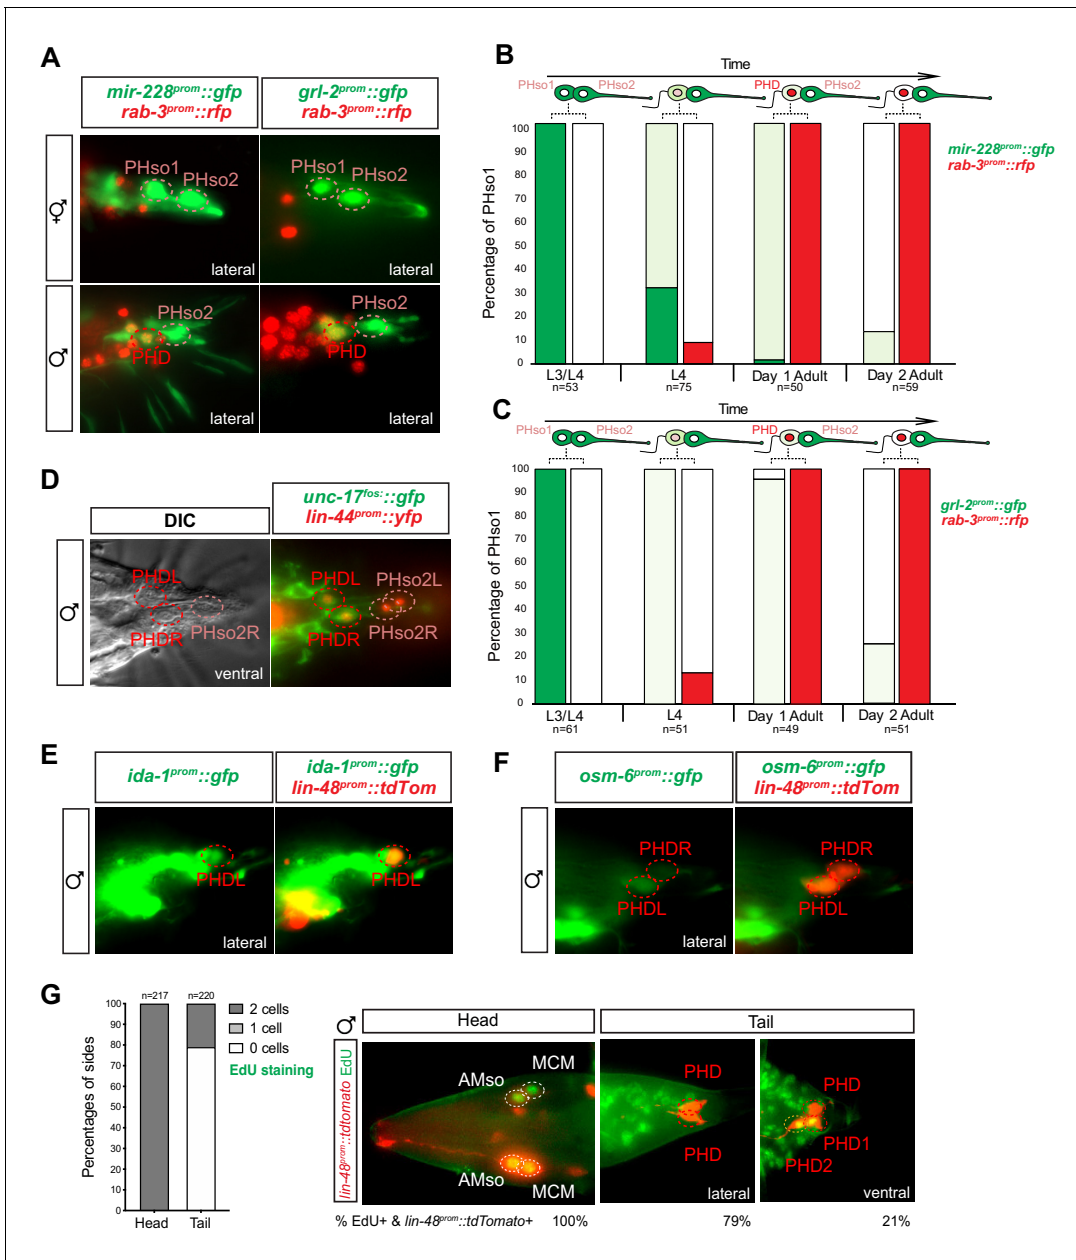 A
mir-228prom::gfp
rab-3prom::rfp
grl-2prom::gfp
rab-3prom::rfp
⚥
PHso1
PHso2
lateral
PHso1
PHso2
lateral
♂
PHso2
PHD
lateral
PHso2
PHD
lateral
B
Time
PHso1
PHso2
PHD
PHso2
Percentage of PHso1
100
90
80
70
60
50
40
30
20
10
0
L3/L4
n=53
L4
n=75
Day 1 Adult
n=50
Day 2 Adult
n=59
mir-228prom::gfp
rab-3prom::rfp
C
Time
PHso1
PHso2
PHD
PHso2
Percentage of PHso1
100
90
80
70
60
50
40
30
20
10
0
L3/L4
n=61
L4
n=51
Day 1 Adult
n=49
Day 2 Adult
n=51
grl-2prom::gfp
rab-3prom::rfp
D
DIC
unc-17fos::gfp
lin-44prom::yfp
♂
PHDL
PHDR
PHso2R
ventral
PHDL
PHDR
PHso2L
PHso2R
E
ida-1prom::gfp
ida-1prom::gfp
lin-48prom::tdTom
♂
PHDL
lateral
PHDL
F
osm-6prom::gfp
osm-6prom::gfp
lin-48prom::tdTom
♂
PHDR
PHDL
lateral
PHDR
PHDL
G
n=217
n=220
Percentages of sides
100
90
80
70
60
50
40
30
20
10
0
Head
Tail
2 cells
1 cell
0 cells
EdU staining
♂
Head
Tail
lin-48prom::tdtomato EdU
AMso
MCM
AMso
MCM
PHD
PHD
lateral
PHD
PHD1
PHD2
ventral
% EdU+ & lin-48prom::tdTomato+
100%
79%
21%